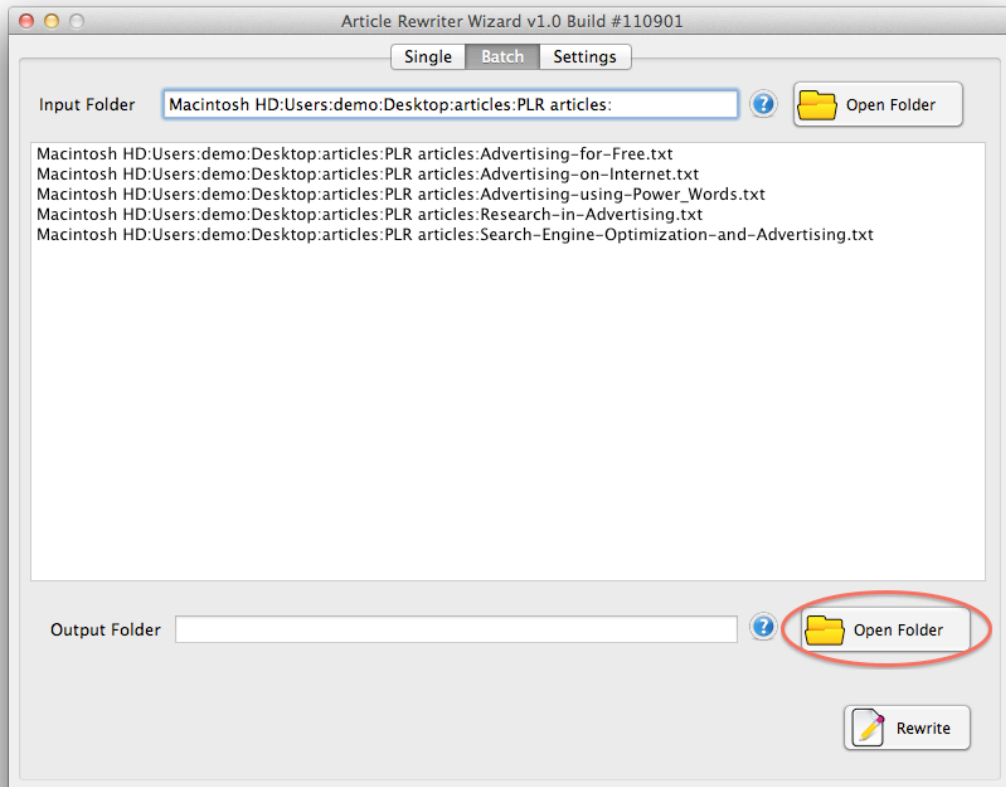 Article Rewriter Wizard v1.0 Build #110901
Single Batch Settings
Input Folder Macintosh HD:Users:demo:Desktop:articles:PLR articles: ? Open Folder
Macintosh HD:Users:demo:Desktop:articles:PLR articles:Advertising-for-Free.txt
Macintosh HD:Users:demo:Desktop:articles:PLR articles:Advertising-on-Internet.txt
Macintosh HD:Users:demo:Desktop:articles:PLR articles:Advertising-using-Power_Words.txt
Macintosh HD:Users:demo:Desktop:articles:PLR articles:Research-in-Advertising.txt
Macintosh HD:Users:demo:Desktop:articles:PLR articles:Search-Engine-Optimization-and-Advertising.txt
Output Folder ? Open Folder
Rewrite